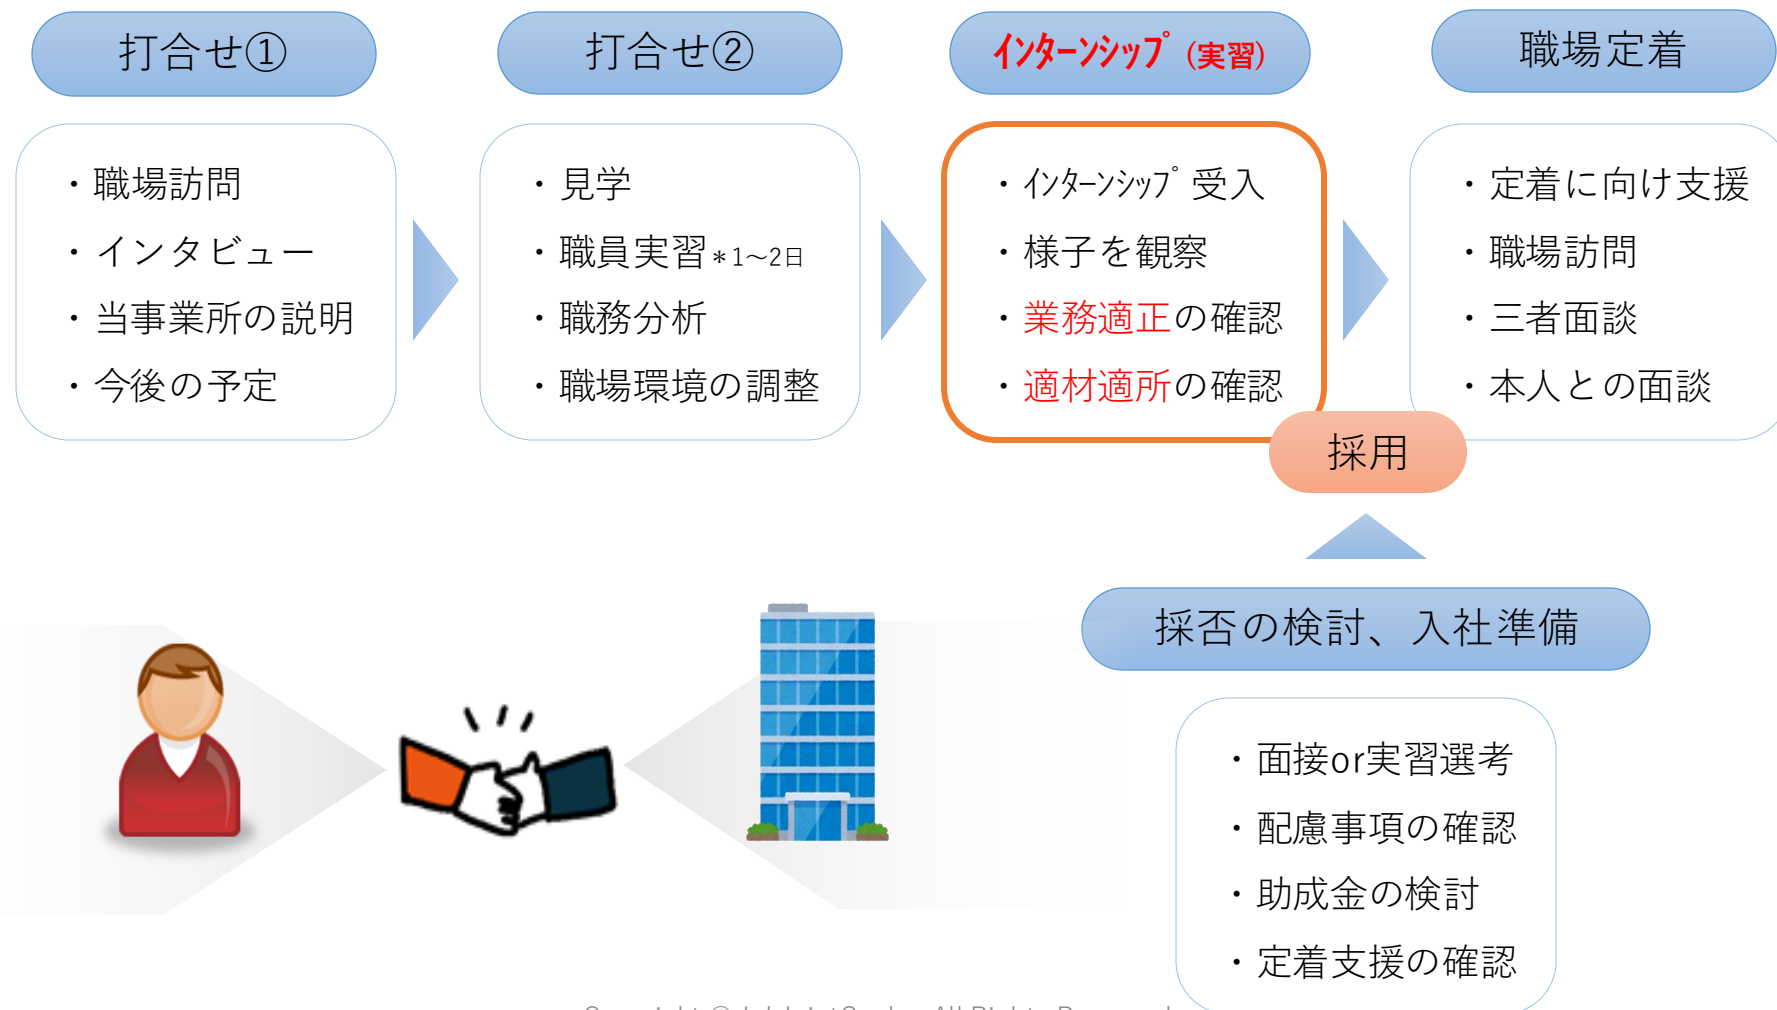 打合せ①
・職場訪問
・インタビュー
・当事業所の説明
・今後の予定
打合せ②
・見学
・職員実習＊1～2日
・職務分析
・職場環境の調整
ｲﾝﾀｰﾝｼｯﾌﾟ(実習)
・ｲﾝﾀｰﾝｼｯﾌﾟ受入
・様子を観察
・業務適正の確認
・適材適所の確認
職場定着
・定着に向け支援
・職場訪問
・三者面談
・本人との面談
採用
採否の検討、入社準備
・面接or実習選考
・配慮事項の確認
・助成金の検討
・定着支援の確認